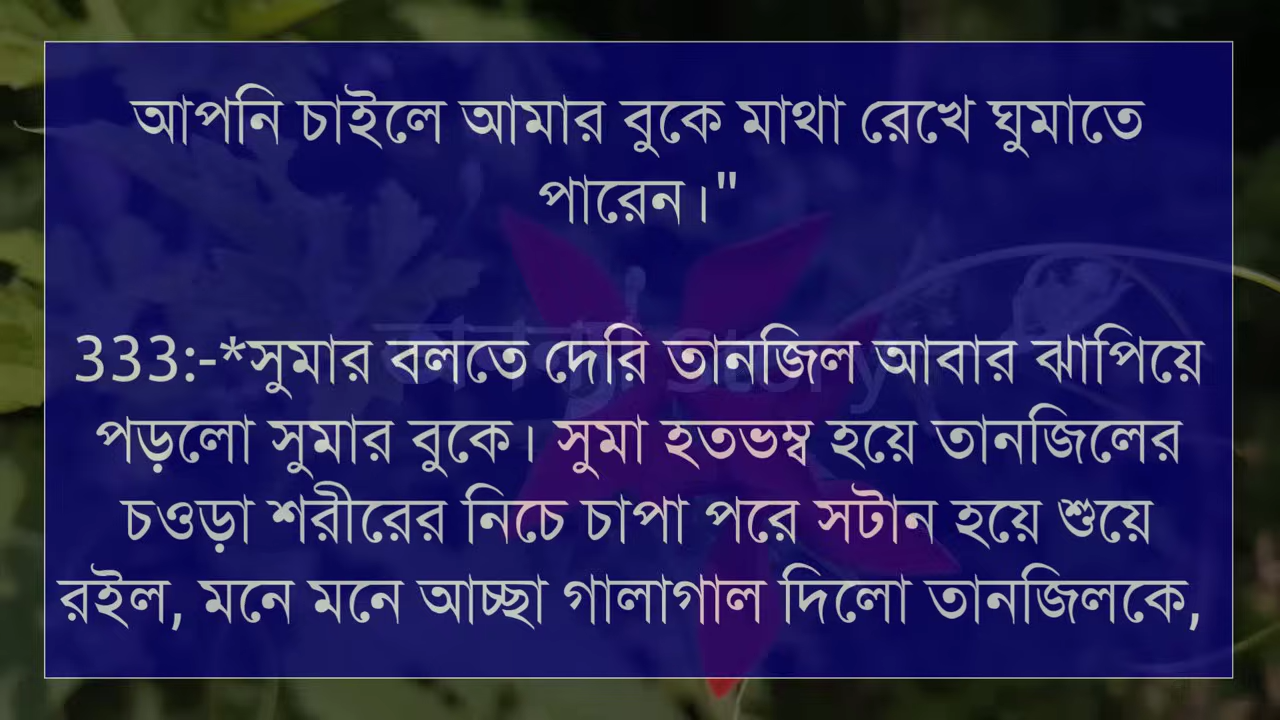 আপনি চাইলে আমার বুকে মাথা রেখে ঘুমাতে
পারেন।"
333:-*সুমার বলতে দেরি তানজিল আবার ঝাপিয়ে
পড়লো সুমার বুকে। সুমা হতভম্ব হয়ে তানজিলের
চওড়া শরীরের নিচে চাপা পরে সটান হয়ে শুয়ে
রইল, মনে মনে আচ্ছা গালাগাল দিলো তানজিলকে,